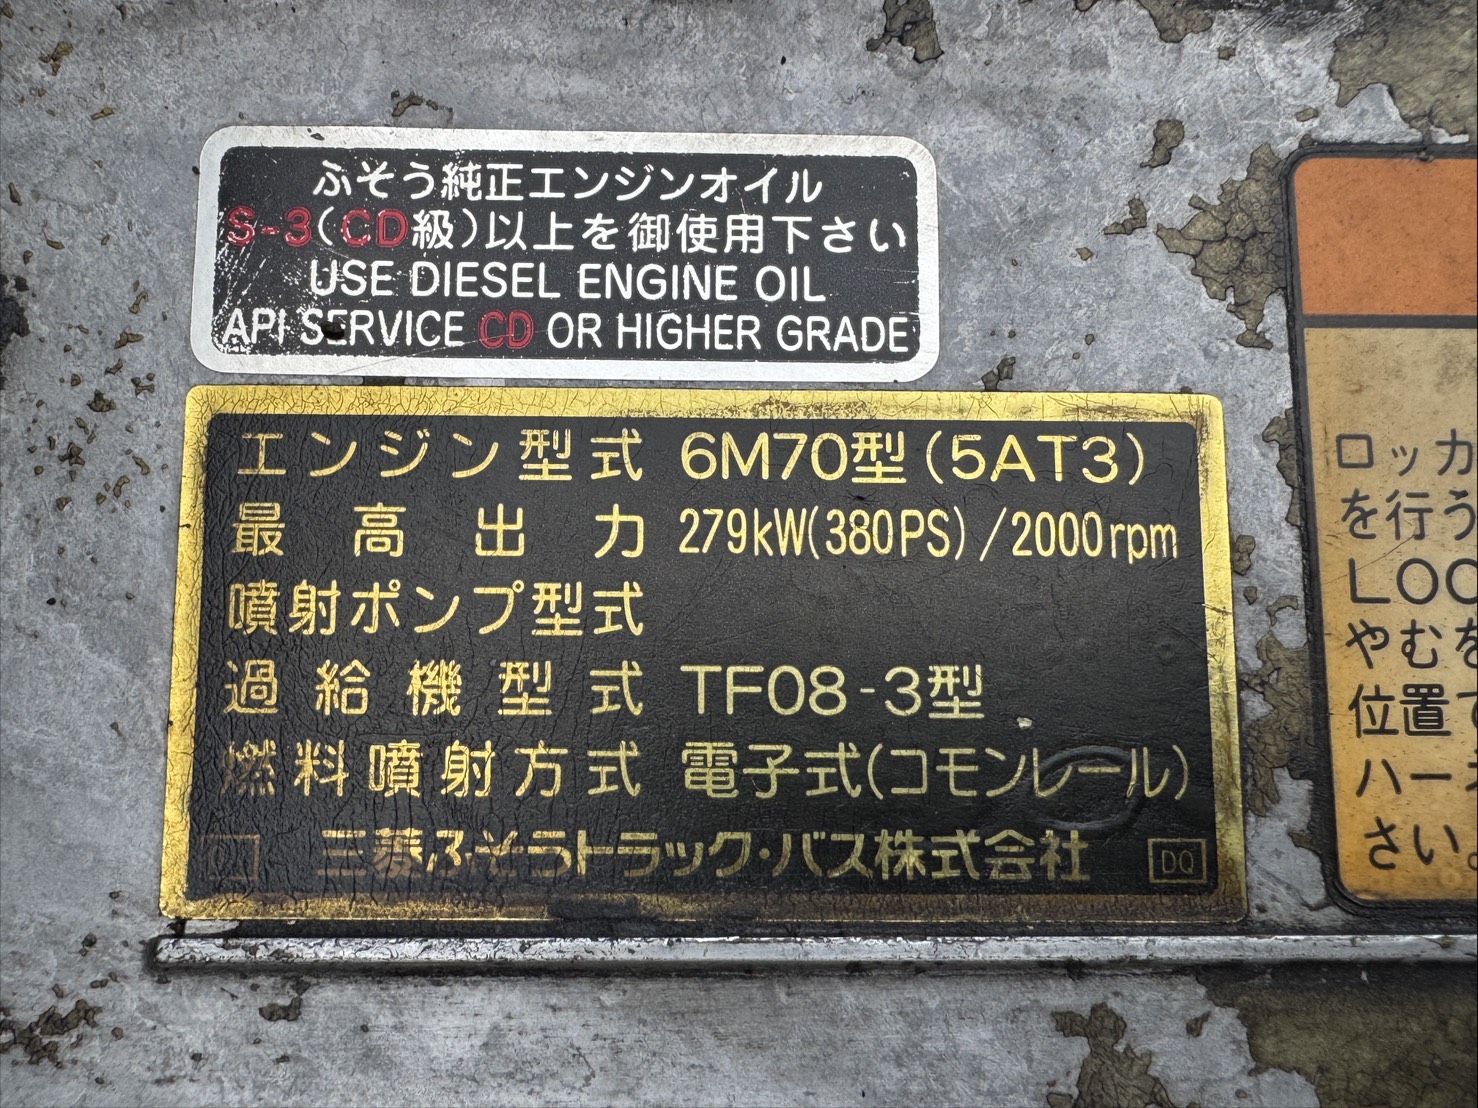 ふそう純正エンジンオイル
S-3(CD級)以上を御使用下さい
USE DIESEL ENGINE OIL
API SERVICE CD OR HIGHER GRADE
エンジン型式 6M70型(5AT3)
最高出力 279kW(380PS)/2000rpm
噴射ポンプ型式
過給機型式 TF08-3型
燃料噴射方式 電子式(コモンレール)
三菱ふそうトラック・バス株式会社 DQ
ロッカ
を行う
LOC
やむを
位置で
ハーネ
さい。